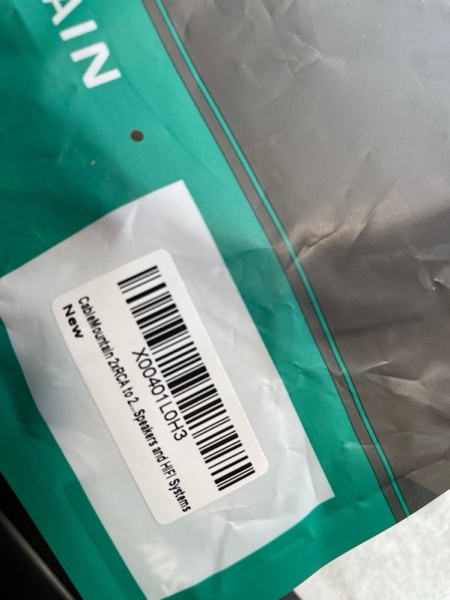 AIN
X00401L0H3
CableMountain 2xRCA to 2...Speakers and HiFi Systems
New